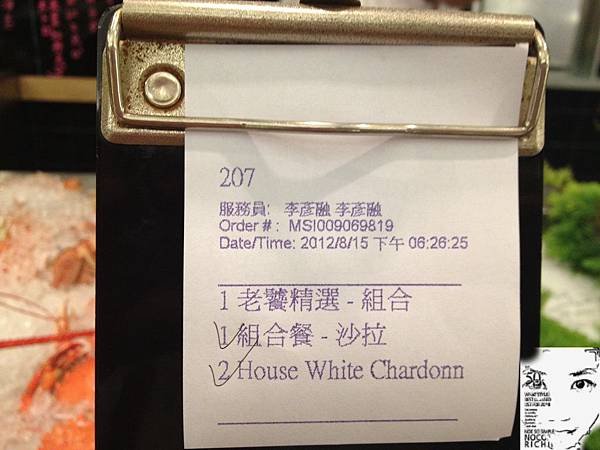 207
服務員: 李彥融 李彥融
Order # : MSI009069819
Date/Time: 2012/8/15 下午 06:26:25
1 老饕精選 - 組合
1 組合餐 - 沙拉
2 House White Chardonn
NOCO
RICHI